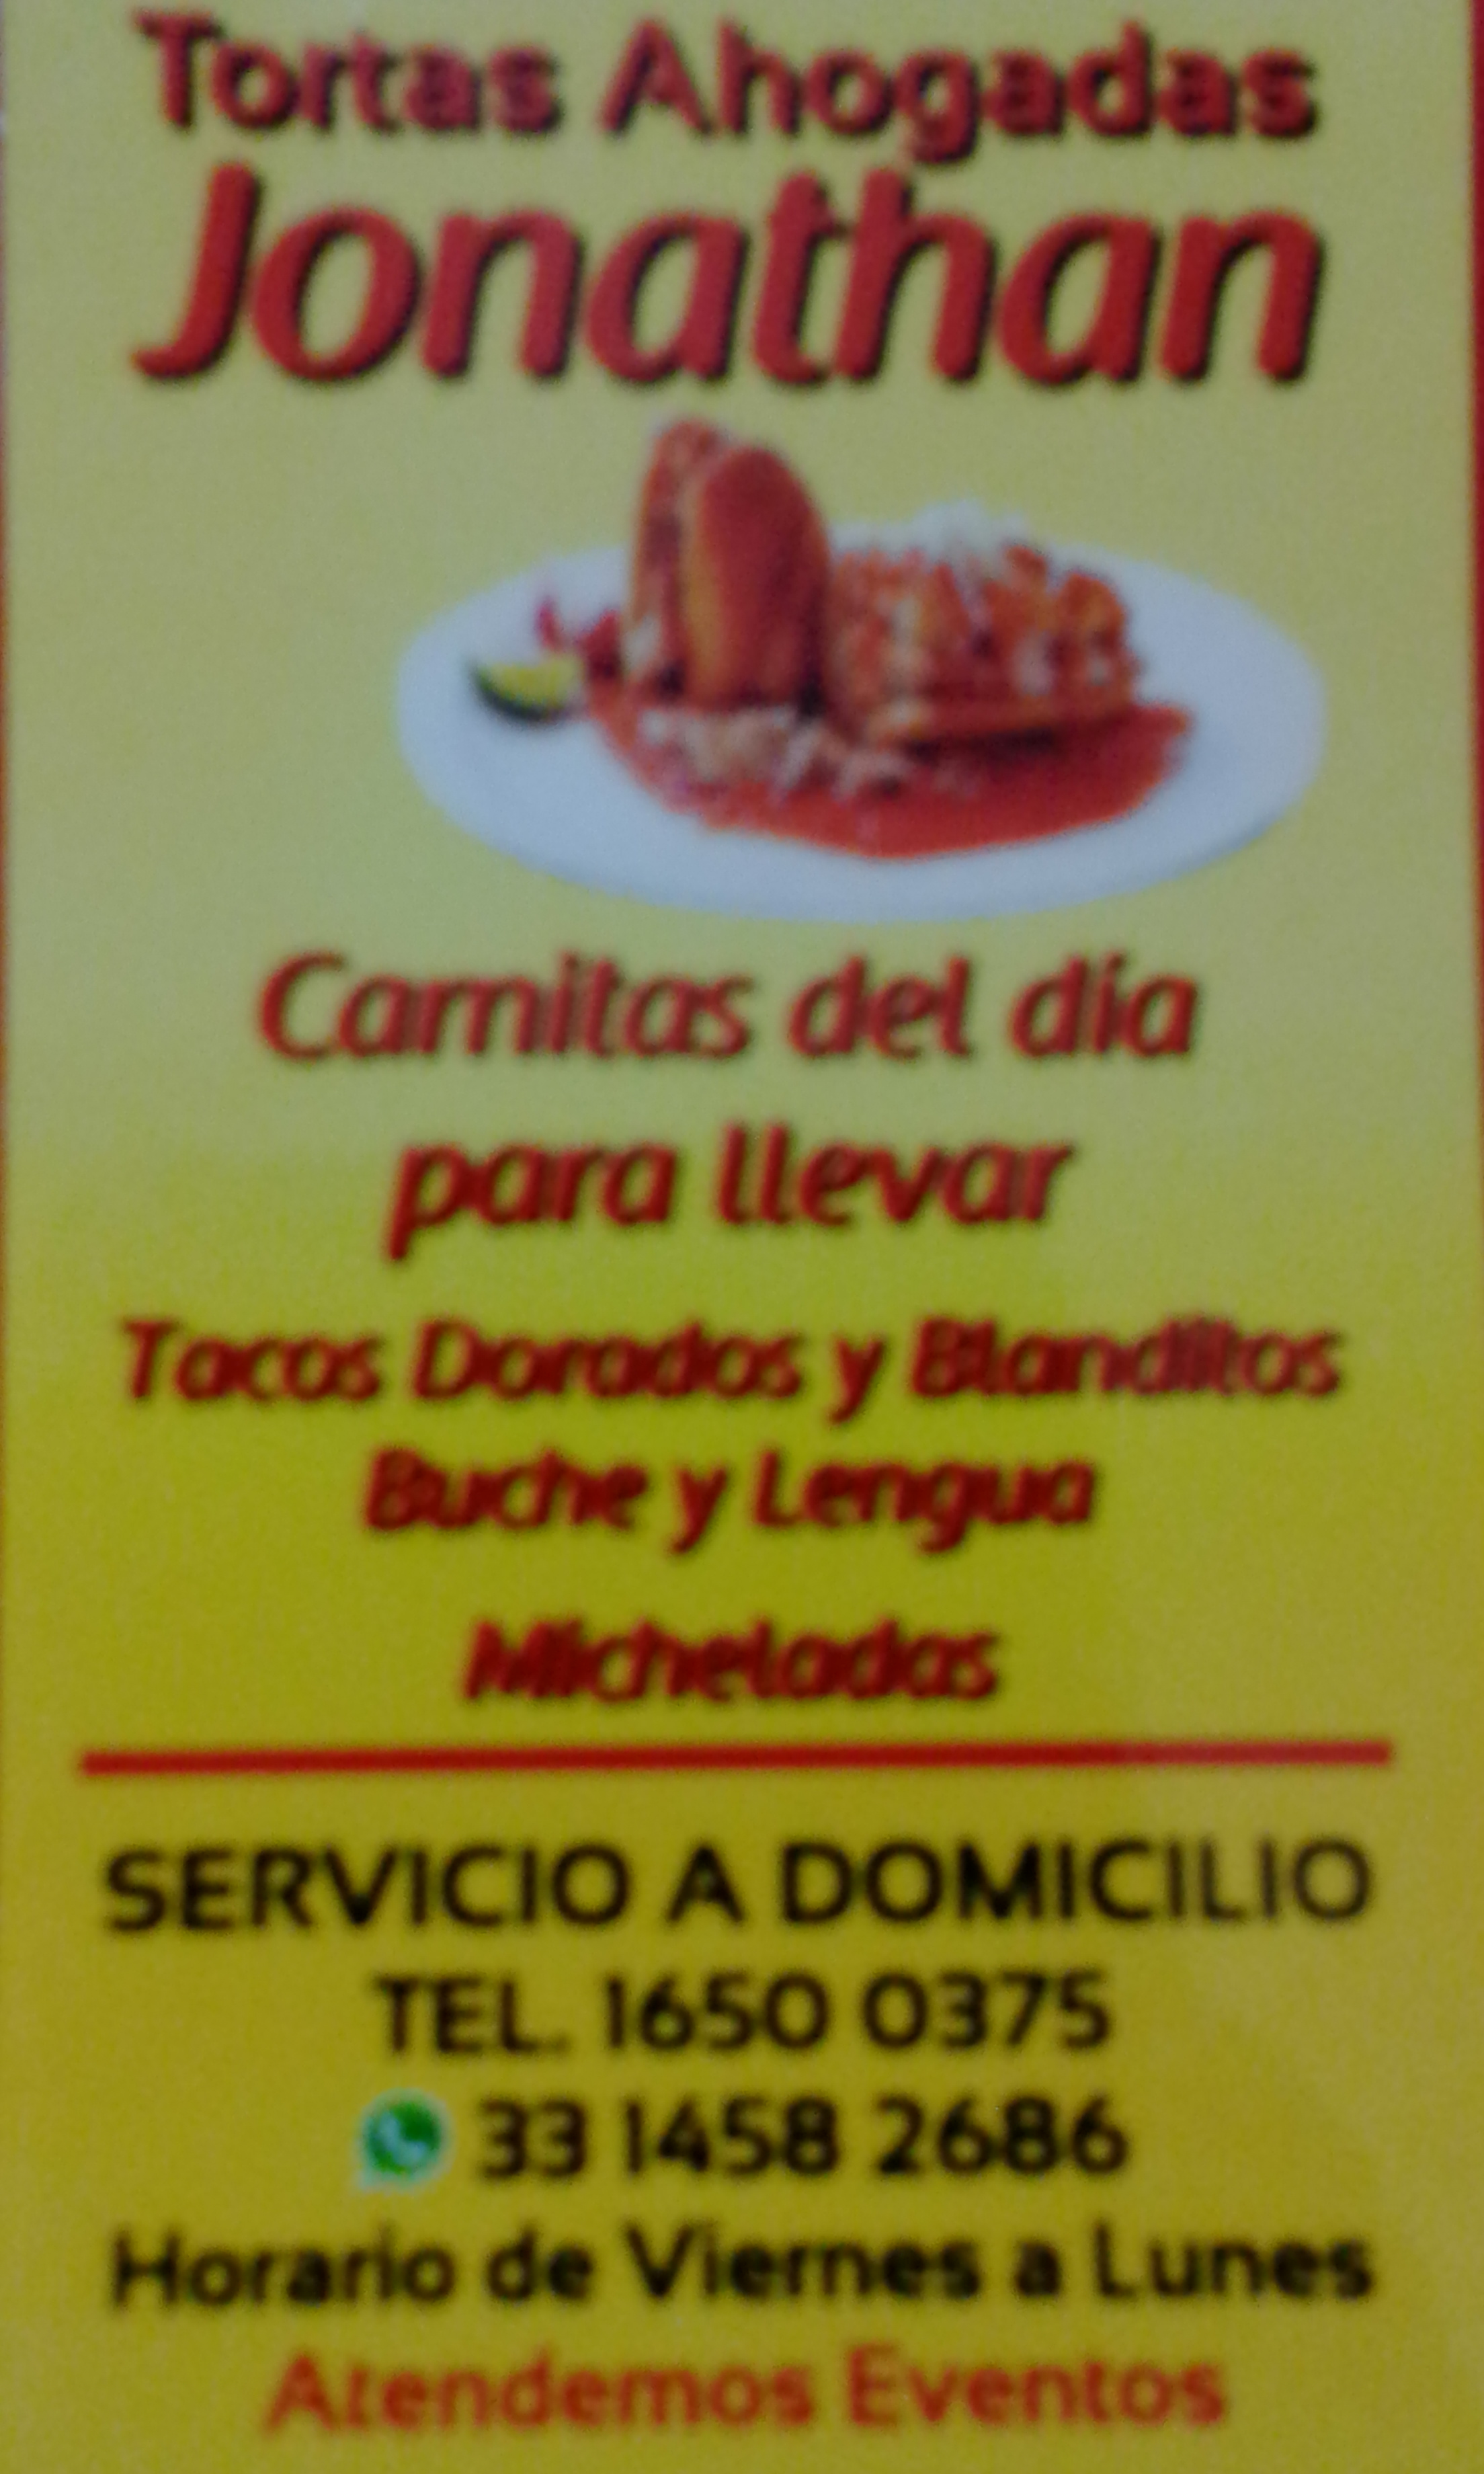 Tortas Ahogadas
Jonathan
Carnitas del día
para llevar
Tacos Dorados y Blanditos
Buche y Lengua
Micheladas
SERVICIO A DOMICILIO
TEL. 1650 0375
33 1458 2686
Horario de Viernes a Lunes
Atendemos Eventos